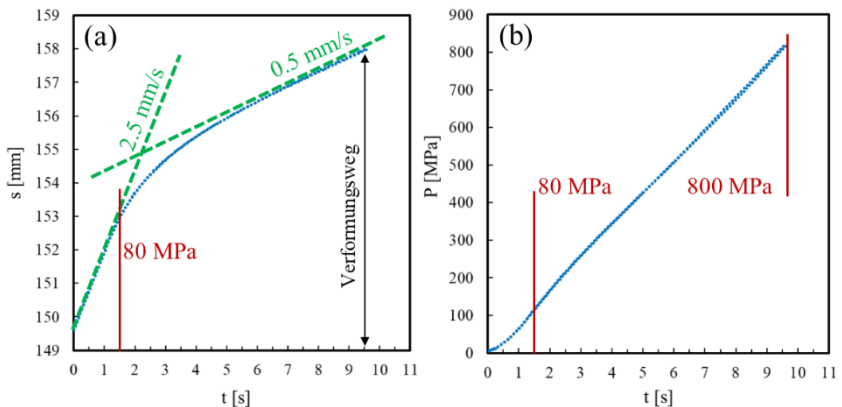 (a)
159
158
157
156
155
154
153
152
151
150
149
s [mm]
2.5 mm/s
0.5 mm/s
80 MPa
Verformungsweg
0 1 2 3 4 5 6 7 8 9 10 11
t [s]
(b)
900
800
700
600
500
400
300
200
100
0
P [MPa]
80 MPa
800 MPa
0 1 2 3 4 5 6 7 8 9 10 11
t [s]